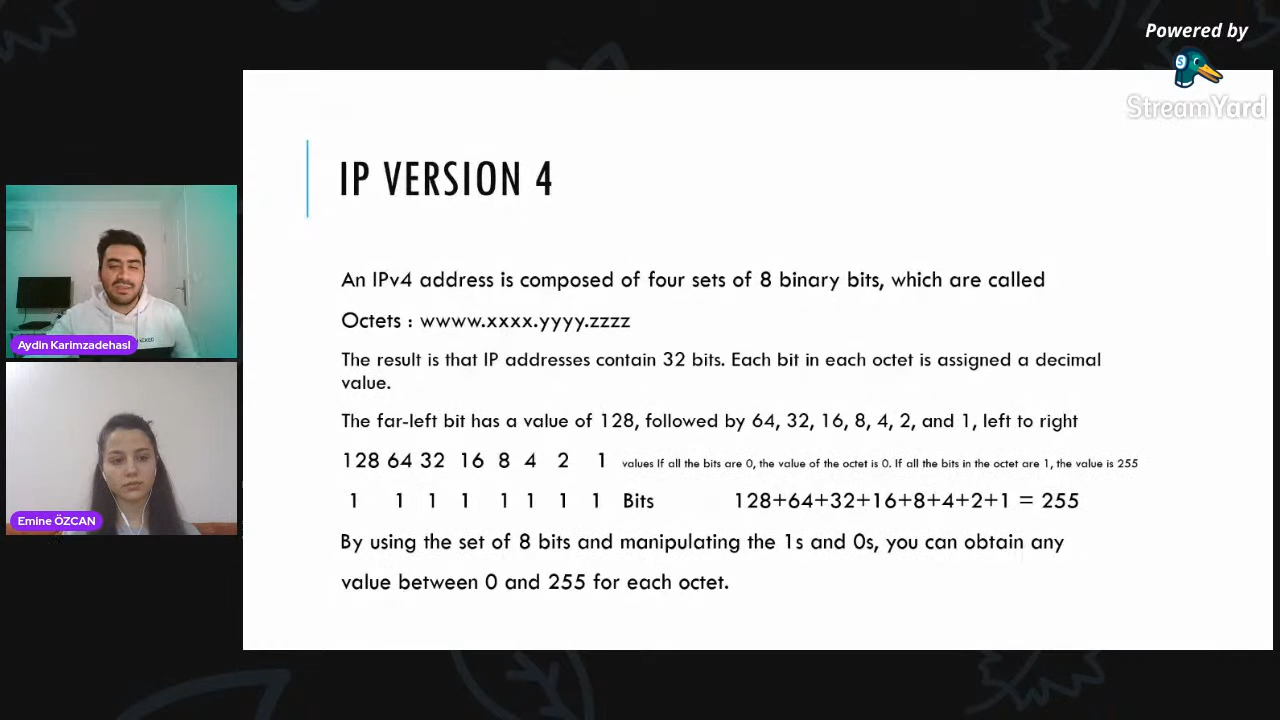 Powered by
StreamYard
IP VERSION 4
An IPv4 address is composed of four sets of 8 binary bits, which are called
Octets : wwww.xxxx.yyyy.zzzz
The result is that IP addresses contain 32 bits. Each bit in each octet is assigned a decimal
value.
The far-left bit has a value of 128, followed by 64, 32, 16, 8, 4, 2, and 1, left to right
128 64 32 16 8 4 2 1 values If all the bits are 0, the value of the octet is 0. If all the bits in the octet are 1, the value is 255
1 1 1 1 1 1 1 1 Bits 128+64+32+16+8+4+2+1 = 255
By using the set of 8 bits and manipulating the 1s and 0s, you can obtain any
value between 0 and 255 for each octet.
Aydin Karimzadehasl
Emine ÖZCAN